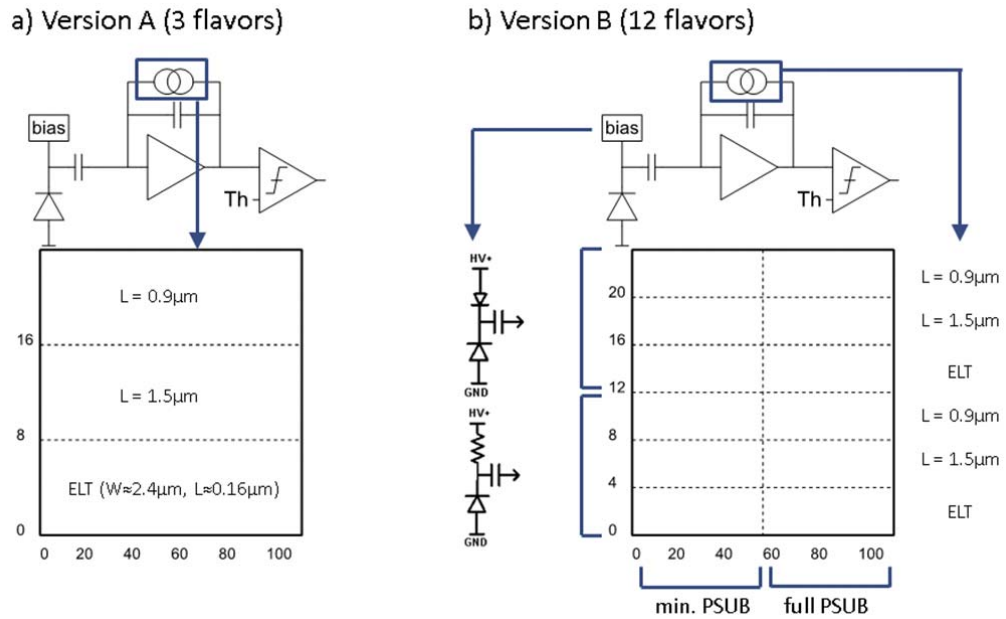 a) Version A (3 flavors)
bias
Th
L = 0.9µm
16
L = 1.5µm
8
ELT (W≈2.4µm, L≈0.16µm)
0
0 20 40 60 80 100
b) Version B (12 flavors)
bias
Th
HV+
GND
HV+
GND
20
16
12
8
4
0
0 20 40 60 80 100
L = 0.9µm
L = 1.5µm
ELT
L = 0.9µm
L = 1.5µm
ELT
min. PSUB full PSUB